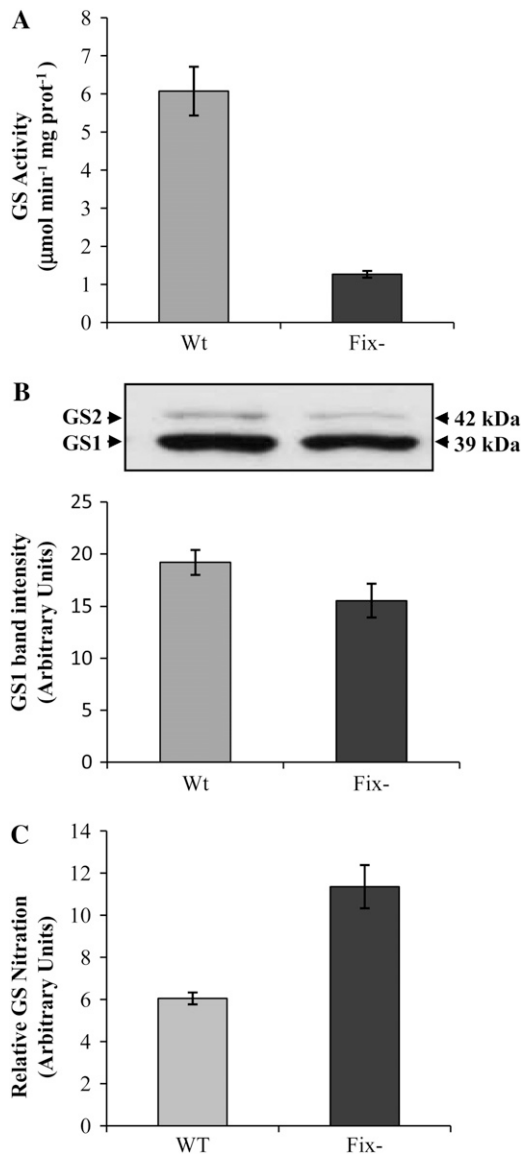 A
GS Activity
(µmol min⁻¹ mg prot⁻¹)
8
7
6
5
4
3
2
1
0
Wt
Fix-
B
GS2
GS1
42 kDa
39 kDa
GS1 band intensity
(Arbitrary Units)
25
20
15
10
5
0
Wt
Fix-
C
Relative GS Nitration
(Arbitrary Units)
14
12
10
8
6
4
2
0
WT
Fix-